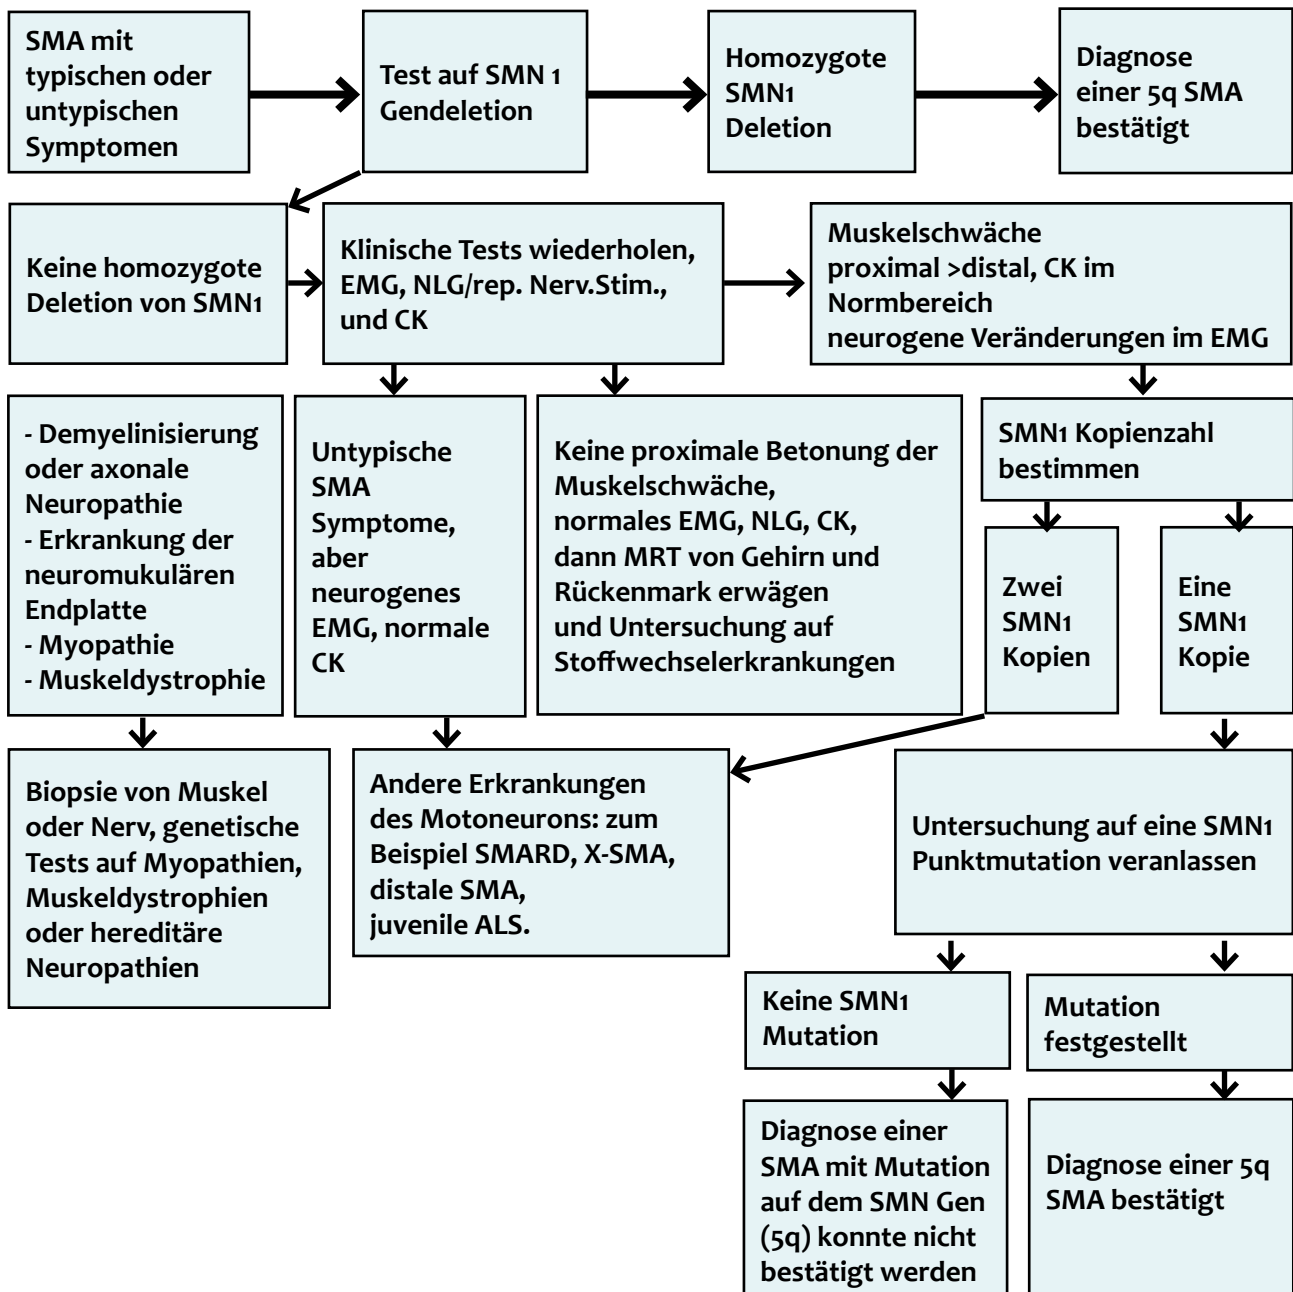 SMA mit
typischen oder
untypischen
Symptomen
Test auf SMN 1
Gendeletion
Homozygote
SMN1
Deletion
Diagnose
einer 5q SMA
bestätigt
Keine homozygote
Deletion von SMN1
Klinische Tests wiederholen,
EMG, NLG/rep. Nerv.Stim.,
und CK
Muskelschwäche
proximal >distal, CK im
Normbereich
neurogene Veränderungen im EMG
- Demyelinisierung
oder axonale
Neuropathie
- Erkrankung der
neuromukulären
Endplatte
- Myopathie
- Muskeldystrophie
Untypische
SMA
Symptome,
aber
neurogenes
EMG, normale
CK
Keine proximale Betonung der
Muskelschwäche,
normales EMG, NLG, CK,
dann MRT von Gehirn und
Rückenmark erwägen
und Untersuchung auf
Stoffwechselerkrankungen
SMN1 Kopienzahl
bestimmen
Zwei
SMN1
Kopien
Eine
SMN1
Kopie
Biopsie von Muskel
oder Nerv, genetische
Tests auf Myopathien,
Muskeldystrophien
oder hereditäre
Neuropathien
Andere Erkrankungen
des Motoneurons: zum
Beispiel SMARD, X-SMA,
distale SMA,
juvenile ALS.
Untersuchung auf eine SMN1
Punktmutation veranlassen
Keine SMN1
Mutation
Mutation
festgestellt
Diagnose einer
SMA mit Mutation
auf dem SMN Gen
(5q) konnte nicht
bestätigt werden
Diagnose einer 5q
SMA bestätigt